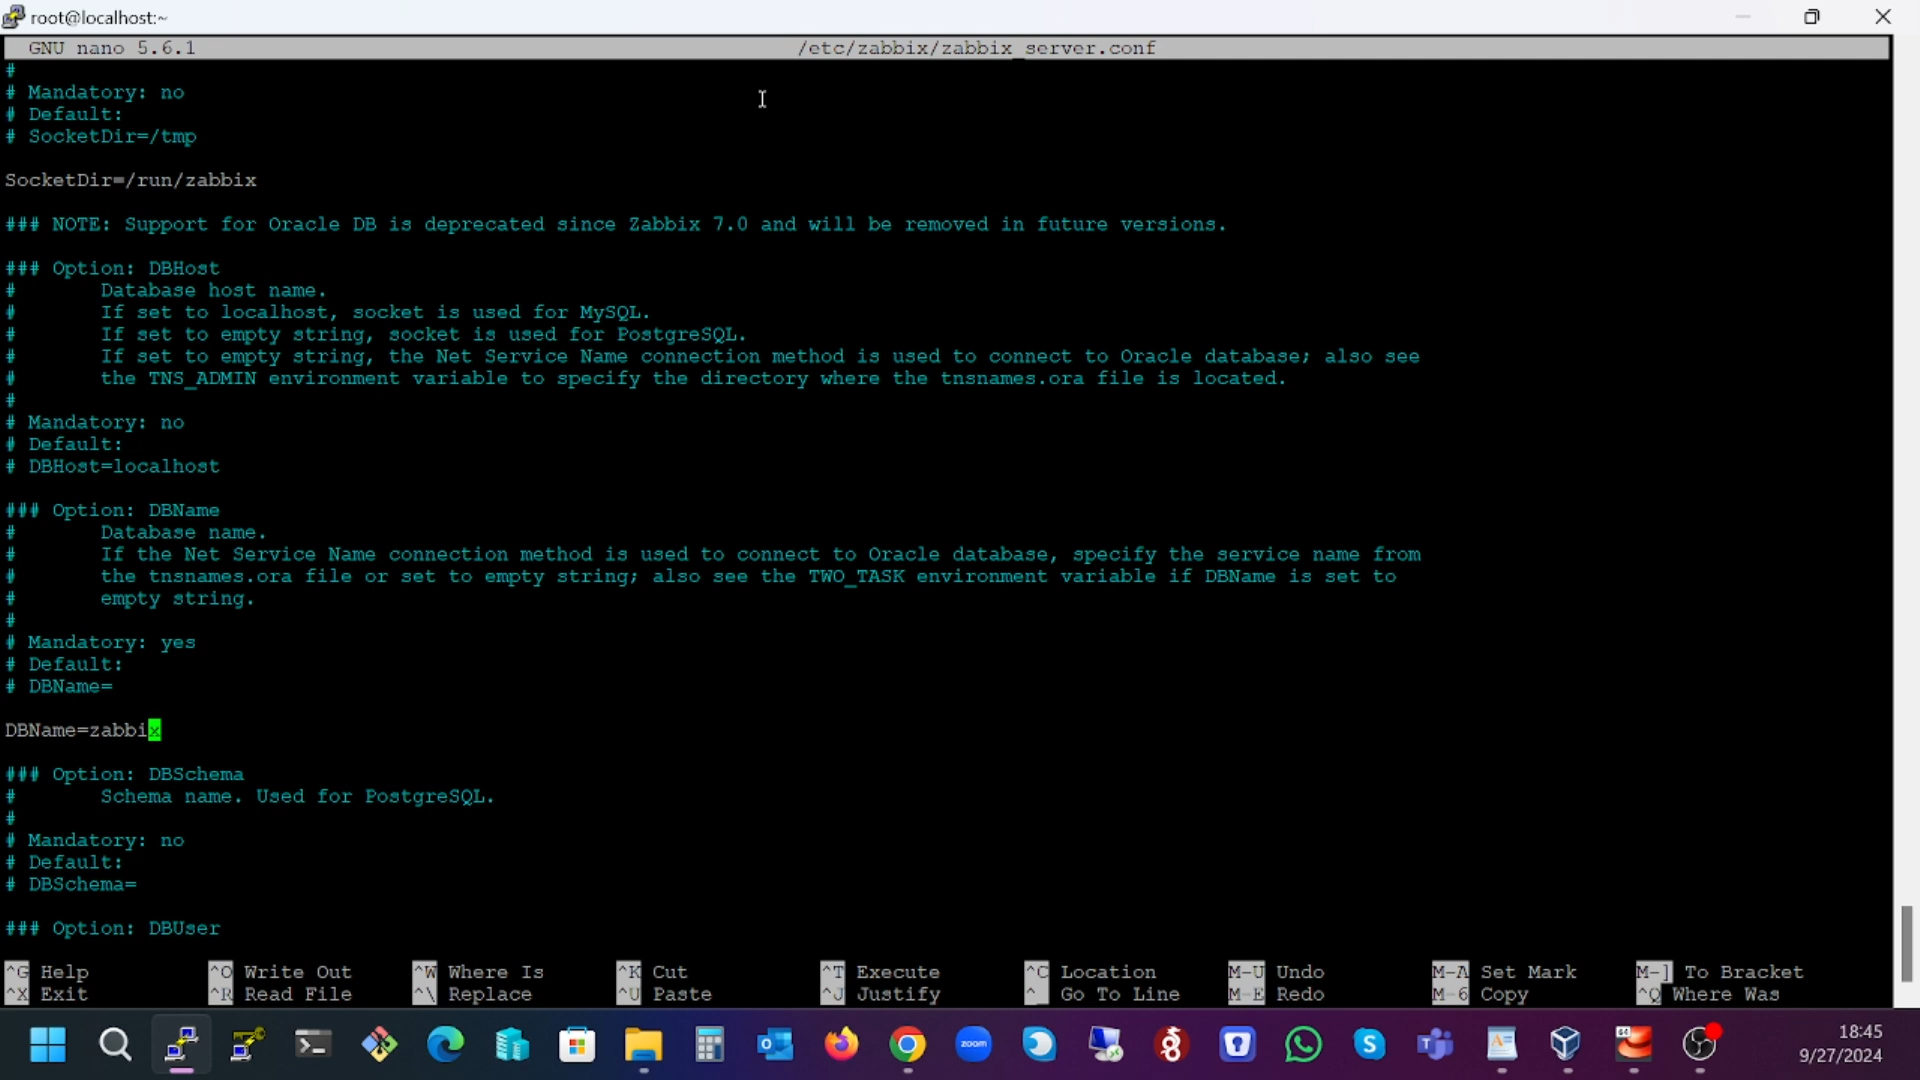 root@localhost:~
GNU nano 5.6.1 /etc/zabbix/zabbix_server.conf
#
# Mandatory: no
# Default:
# SocketDir=/tmp
SocketDir=/run/zabbix
### NOTE: Support for Oracle DB is deprecated since Zabbix 7.0 and will be removed in future versions.
### Option: DBHost
# Database host name.
# If set to localhost, socket is used for MySQL.
# If set to empty string, socket is used for PostgreSQL.
# If set to empty string, the Net Service Name connection method is used to connect to Oracle database; also see
# the TNS_ADMIN environment variable to specify the directory where the tnsnames.ora file is located.
#
# Mandatory: no
# Default:
# DBHost=localhost
### Option: DBName
# Database name.
# If the Net Service Name connection method is used to connect to Oracle database, specify the service name from
# the tnsnames.ora file or set to empty string; also see the TWO_TASK environment variable if DBName is set to
# empty string.
#
# Mandatory: yes
# Default:
# DBName=
DBName=zabbix
### Option: DBSchema
# Schema name. Used for PostgreSQL.
#
# Mandatory: no
# Default:
# DBSchema=
### Option: DBUser
^G Help ^O Write Out ^W Where Is ^K Cut ^T Execute ^C Location M-U Undo M-A Set Mark M-] To Bracket
^X Exit ^R Read File ^\ Replace ^U Paste ^J Justify ^_ Go To Line M-E Redo M-6 Copy ^Q Where Was
zoom
64
18:45
9/27/2024